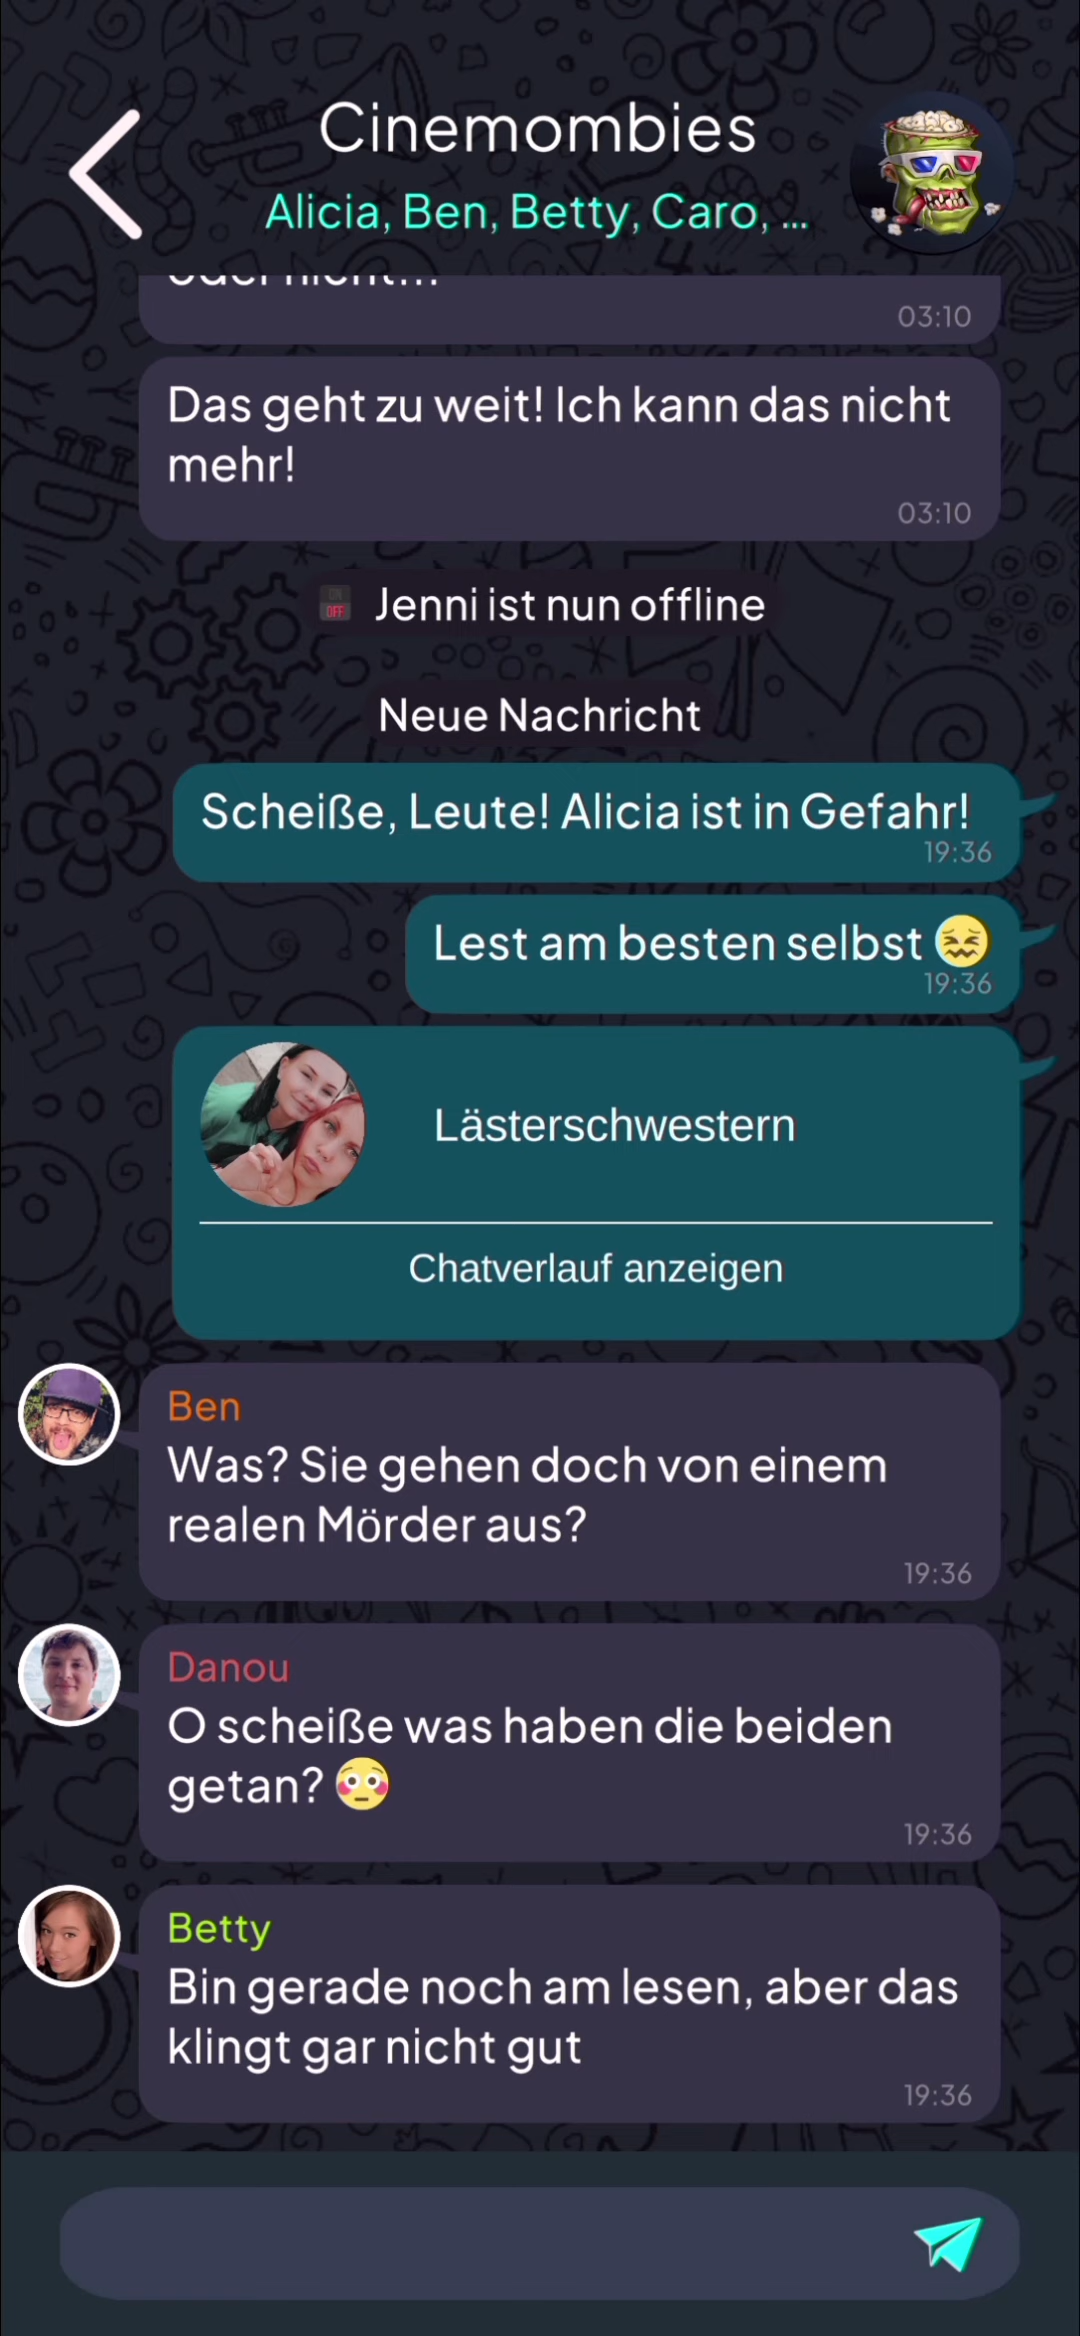 Cinemombies
Alicia, Ben, Betty, Caro, ...
oder nicht...
03:10
Das geht zu weit! Ich kann das nicht
mehr!
03:10
ON
OFF
Jenni ist nun offline
Neue Nachricht
Scheiße, Leute! Alicia ist in Gefahr!
19:36
Lest am besten selbst 😖
19:36
Lästerschwestern
Chatverlauf anzeigen
Ben
Was? Sie gehen doch von einem
realen Mörder aus?
19:36
Danou
O scheiße was haben die beiden
getan? 😳
19:36
Betty
Bin gerade noch am lesen, aber das
klingt gar nicht gut
19:36